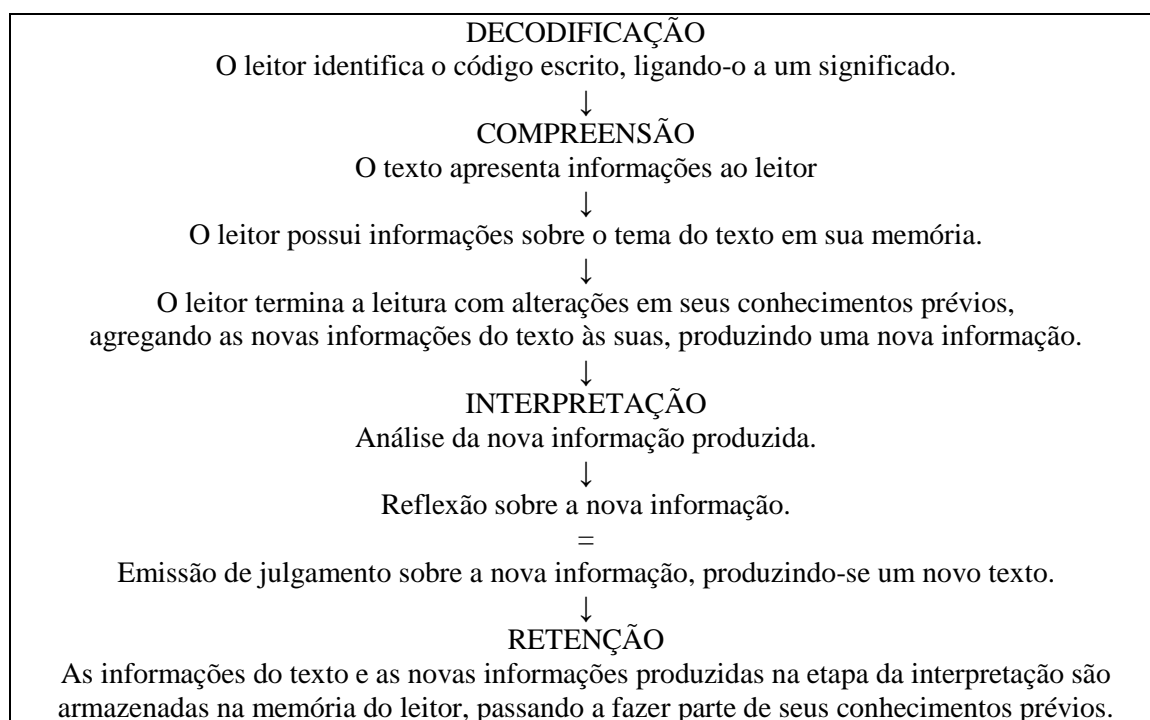 DECODIFICAÇÃO
O leitor identifica o código escrito, ligando-o a um significado.
↓
COMPREENSÃO
O texto apresenta informações ao leitor
↓
O leitor possui informações sobre o tema do texto em sua memória.
↓
O leitor termina a leitura com alterações em seus conhecimentos prévios,
agregando as novas informações do texto às suas, produzindo uma nova informação.
↓
INTERPRETAÇÃO
Análise da nova informação produzida.
↓
Reflexão sobre a nova informação.
=
Emissão de julgamento sobre a nova informação, produzindo-se um novo texto.
↓
RETENÇÃO
As informações do texto e as novas informações produzidas na etapa da interpretação são
armazenadas na memória do leitor, passando a fazer parte de seus conhecimentos prévios.